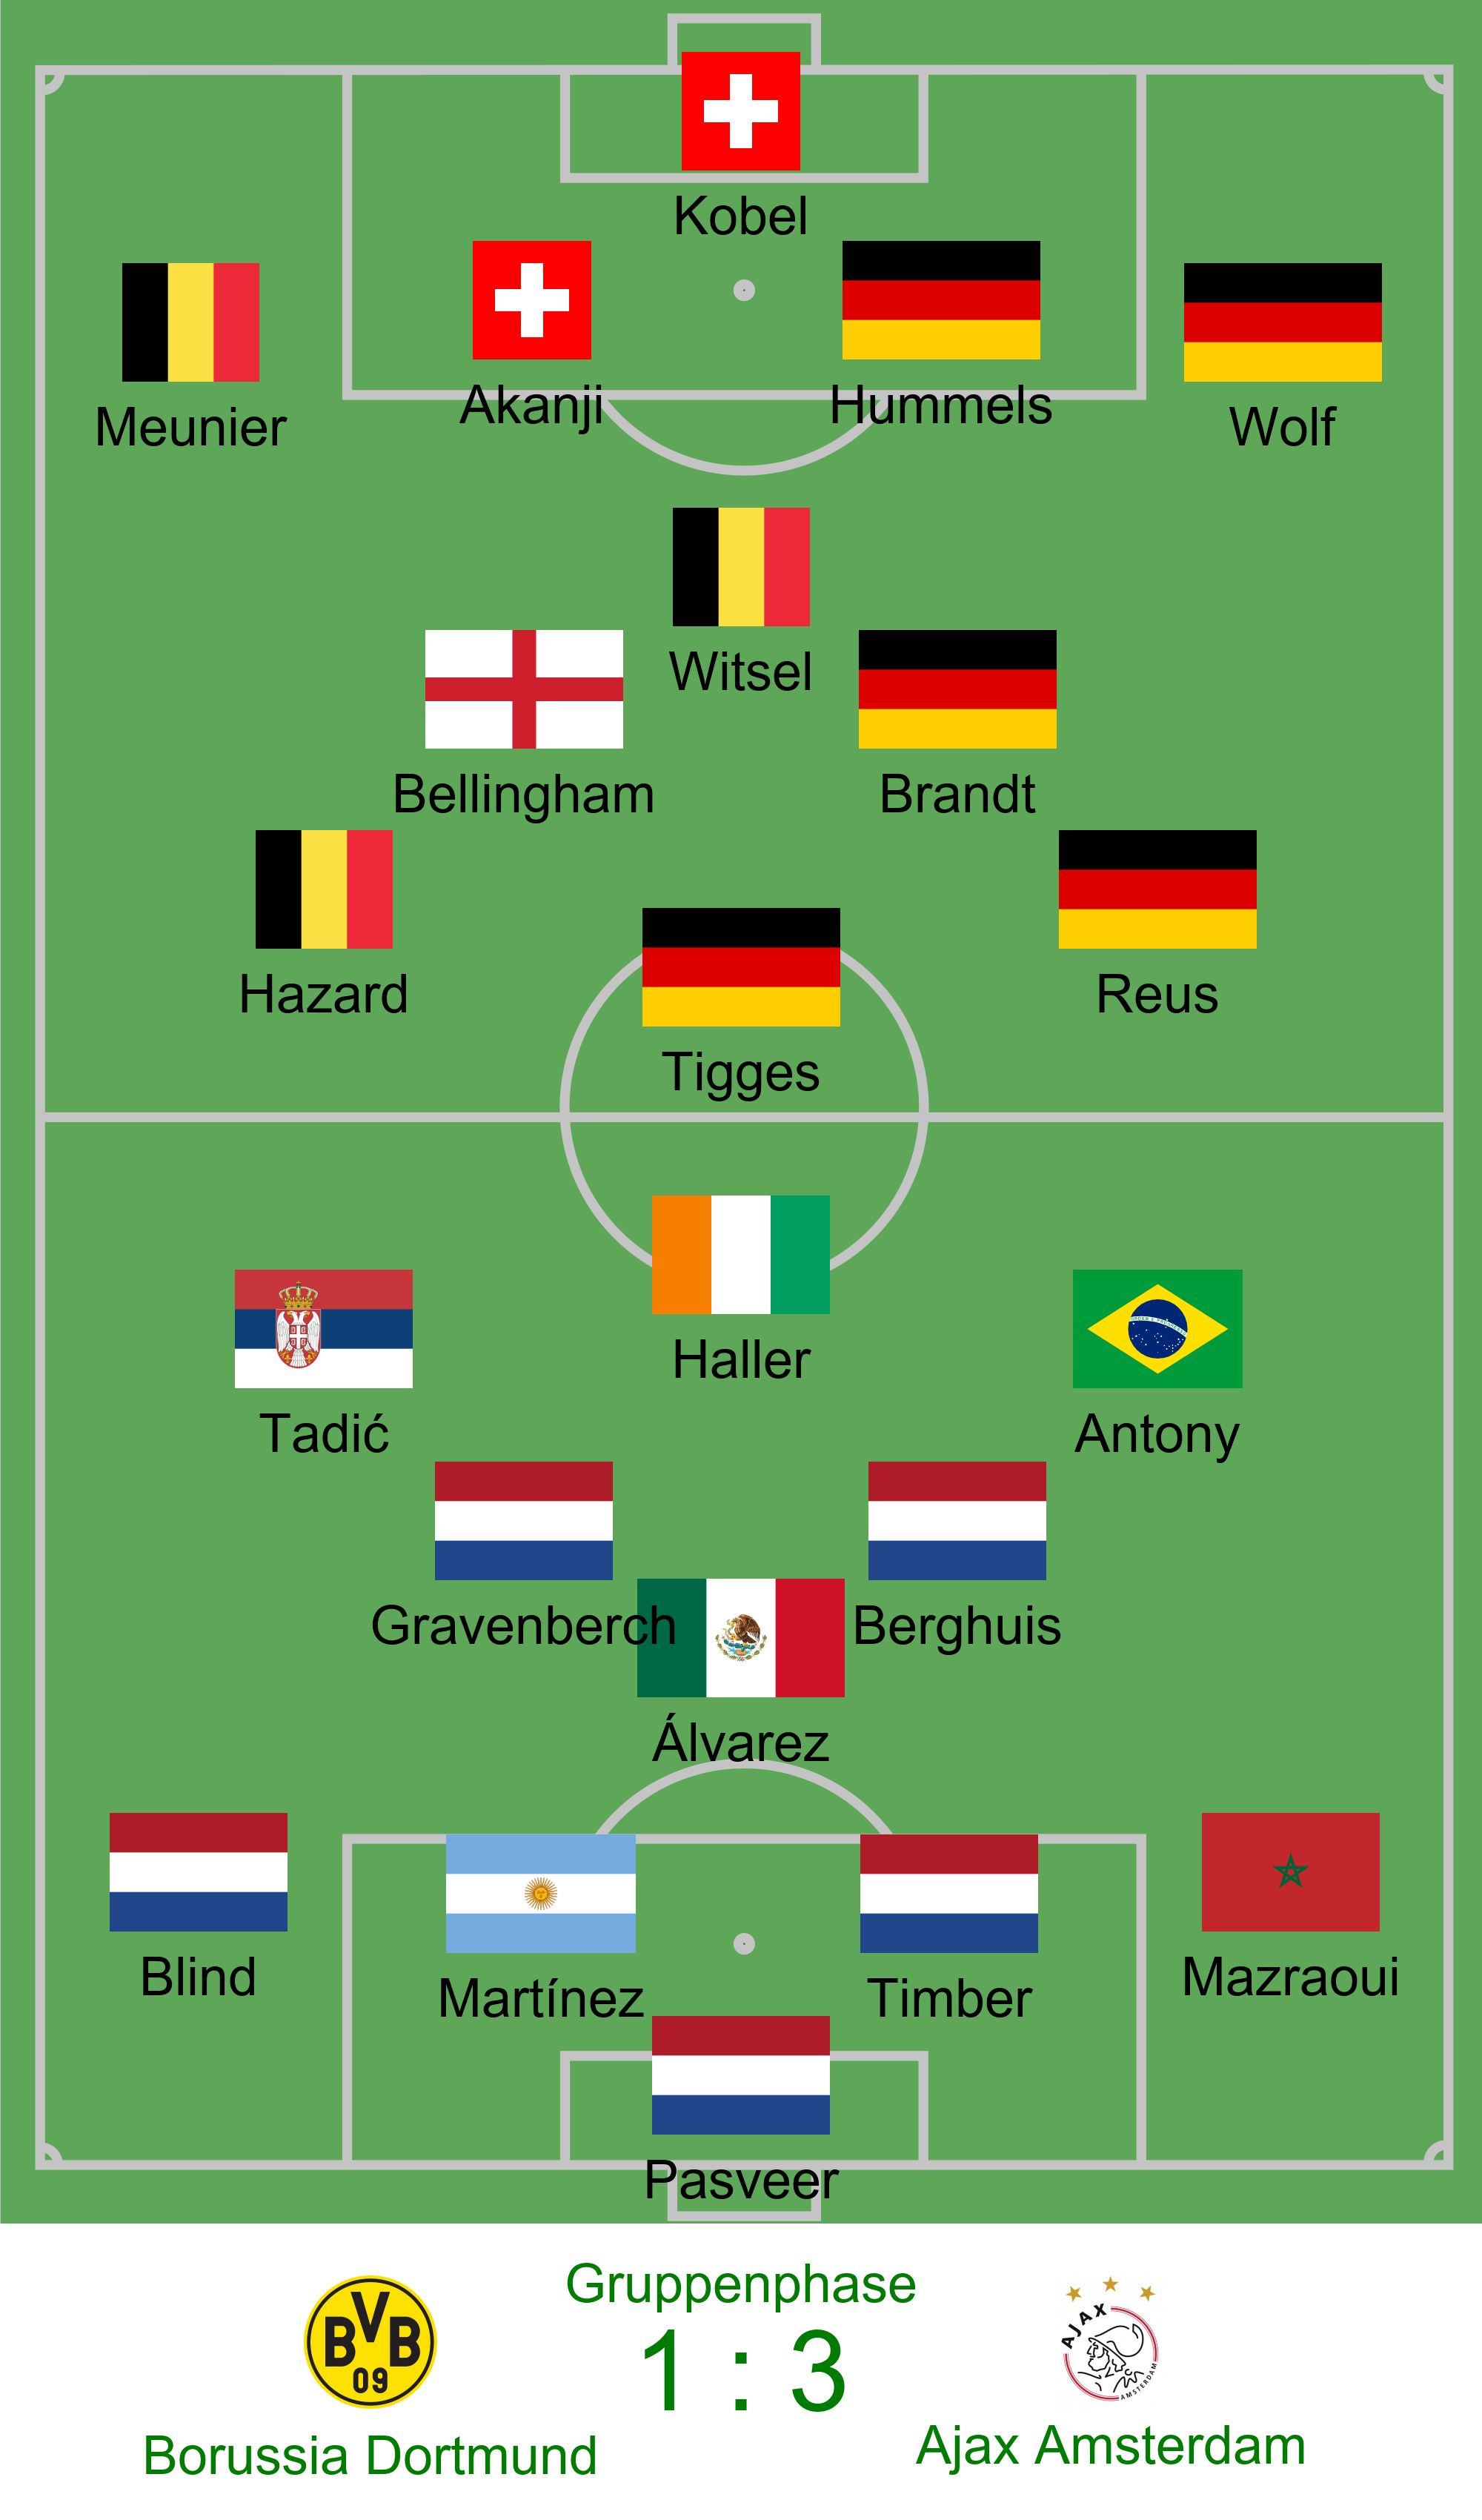 Kobel
Meunier
Akanji
Hummels
Wolf
Witsel
Bellingham
Brandt
Hazard
Reus
Tigges
Haller
Tadić
Antony
Gravenberch
Berghuis
Álvarez
Blind
Martínez
Timber
Mazraoui
Pasveer
Gruppenphase
1 : 3
BVB
09
AJAX
AMSTERDAM
Borussia Dortmund
Ajax Amsterdam